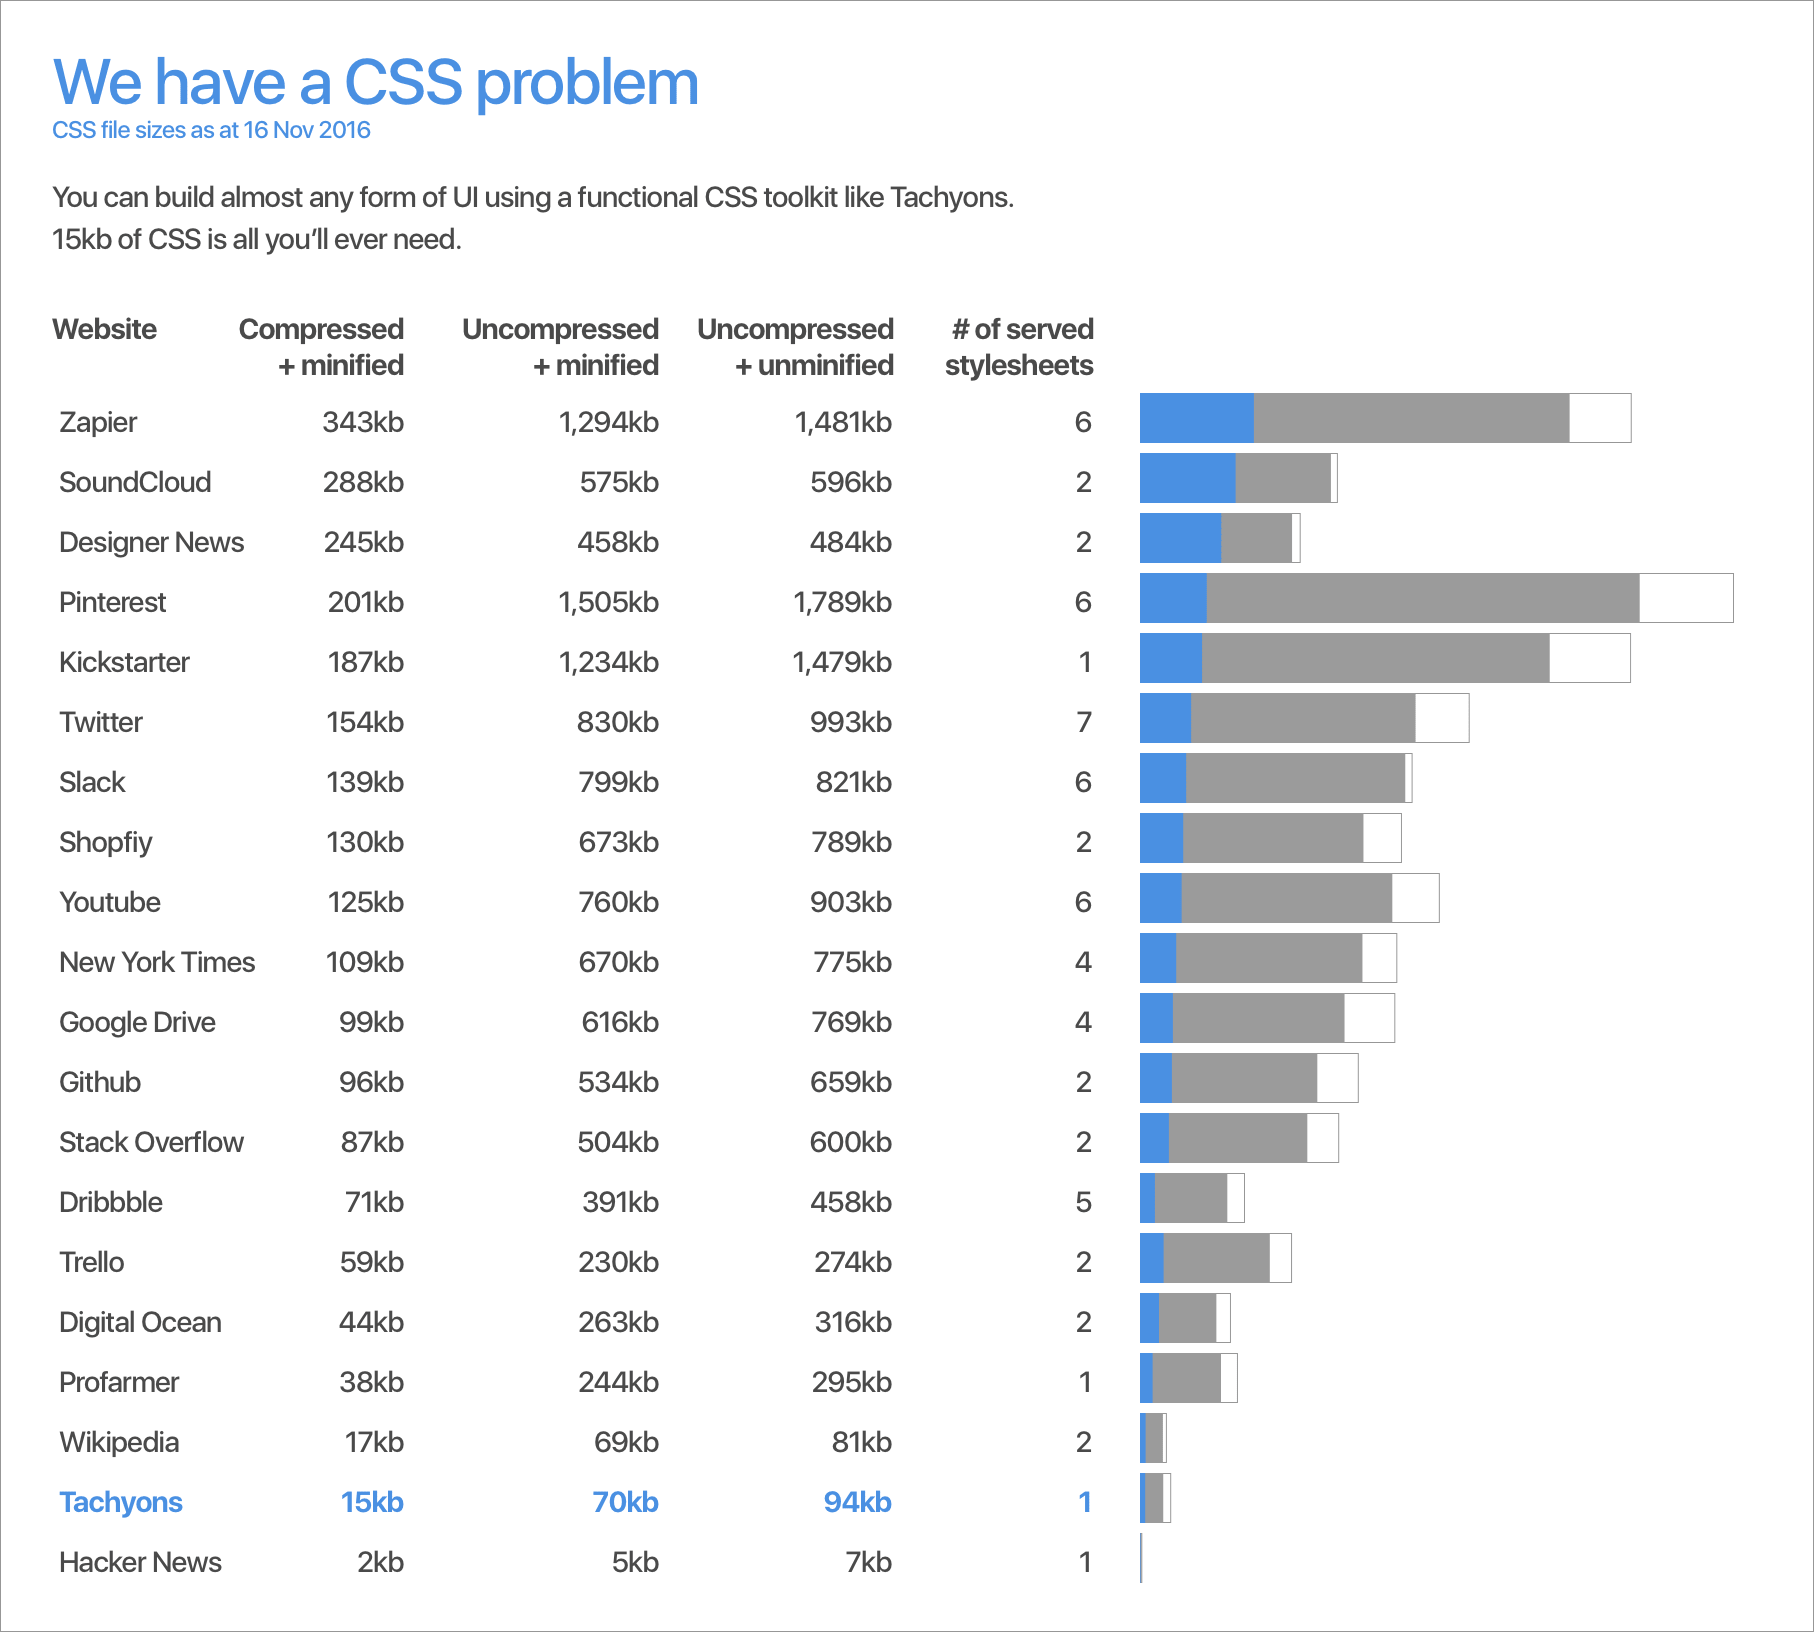 We have a CSS problem
CSS file sizes as at 16 Nov 2016
You can build almost any form of UI using a functional CSS toolkit like Tachyons.
15kb of CSS is all you’ll ever need.
Website Compressed + minified Uncompressed + minified Uncompressed + unminified # of served stylesheets
Zapier 343kb 1,294kb 1,481kb 6
SoundCloud 288kb 575kb 596kb 2
Designer News 245kb 458kb 484kb 2
Pinterest 201kb 1,505kb 1,789kb 6
Kickstarter 187kb 1,234kb 1,479kb 1
Twitter 154kb 830kb 993kb 7
Slack 139kb 799kb 821kb 6
Shopfiy 130kb 673kb 789kb 2
Youtube 125kb 760kb 903kb 6
New York Times 109kb 670kb 775kb 4
Google Drive 99kb 616kb 769kb 4
Github 96kb 534kb 659kb 2
Stack Overflow 87kb 504kb 600kb 2
Dribbble 71kb 391kb 458kb 5
Trello 59kb 230kb 274kb 2
Digital Ocean 44kb 263kb 316kb 2
Profarmer 38kb 244kb 295kb 1
Wikipedia 17kb 69kb 81kb 2
Tachyons 15kb 70kb 94kb 1
Hacker News 2kb 5kb 7kb 1